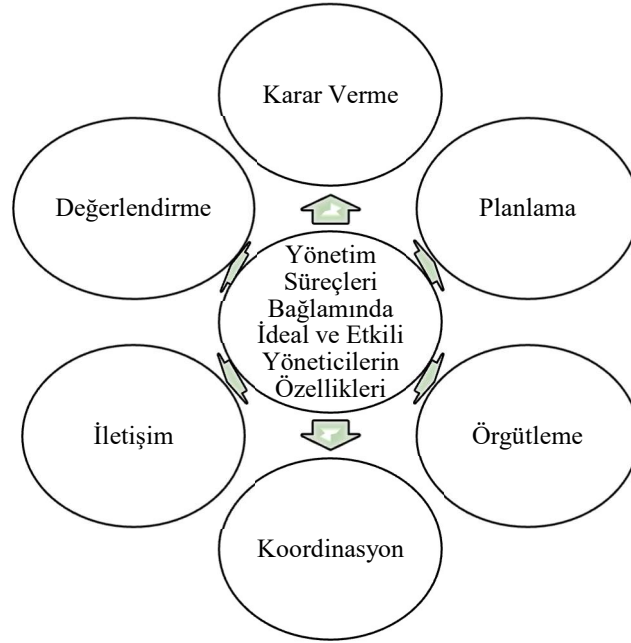 Karar Verme
Değerlendirme
Planlama
Yönetim
Süreçleri
Bağlamında
İdeal ve Etkili
Yöneticilerin
Özellikleri
İletişim
Örgütleme
Koordinasyon